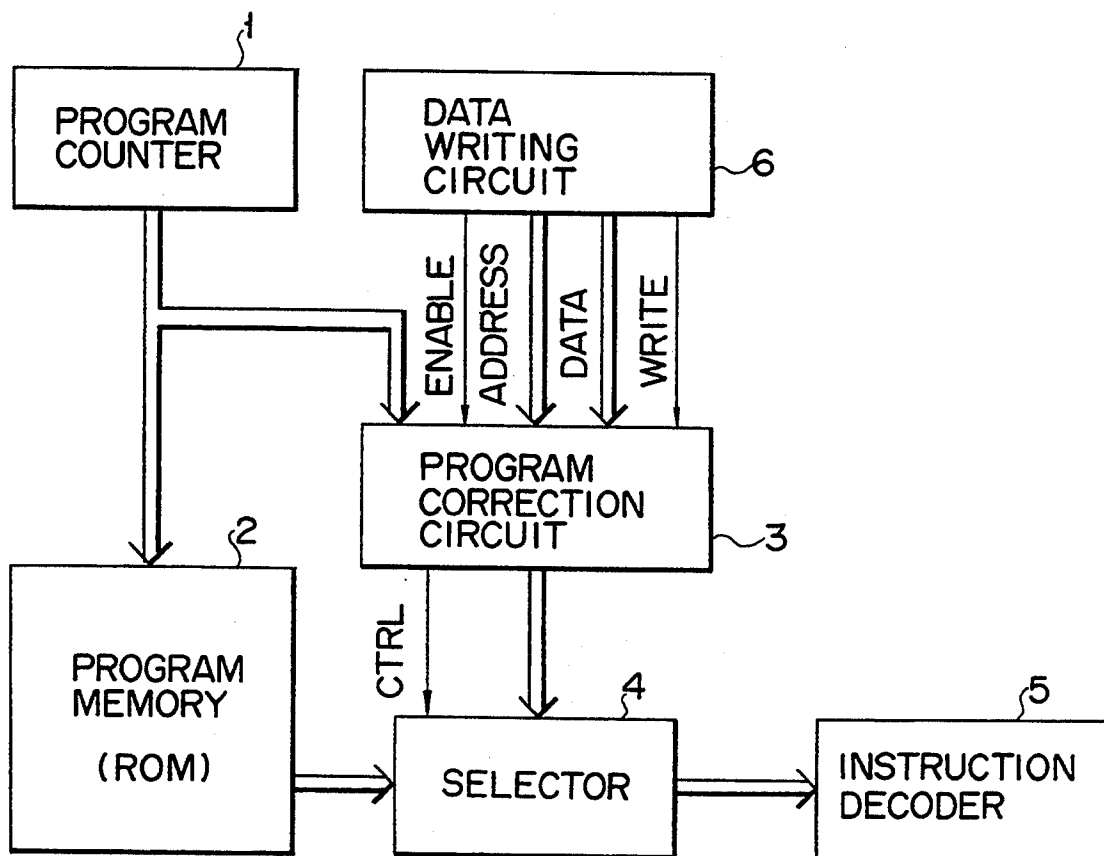 1
PROGRAM
COUNTER
DATA
WRITING
CIRCUIT
6
ENABLE
ADDRESS
DATA
WRITE
PROGRAM
CORRECTION
CIRCUIT
3
2
PROGRAM
MEMORY
(ROM)
CTRL
4
SELECTOR
5
INSTRUCTION
DECODER